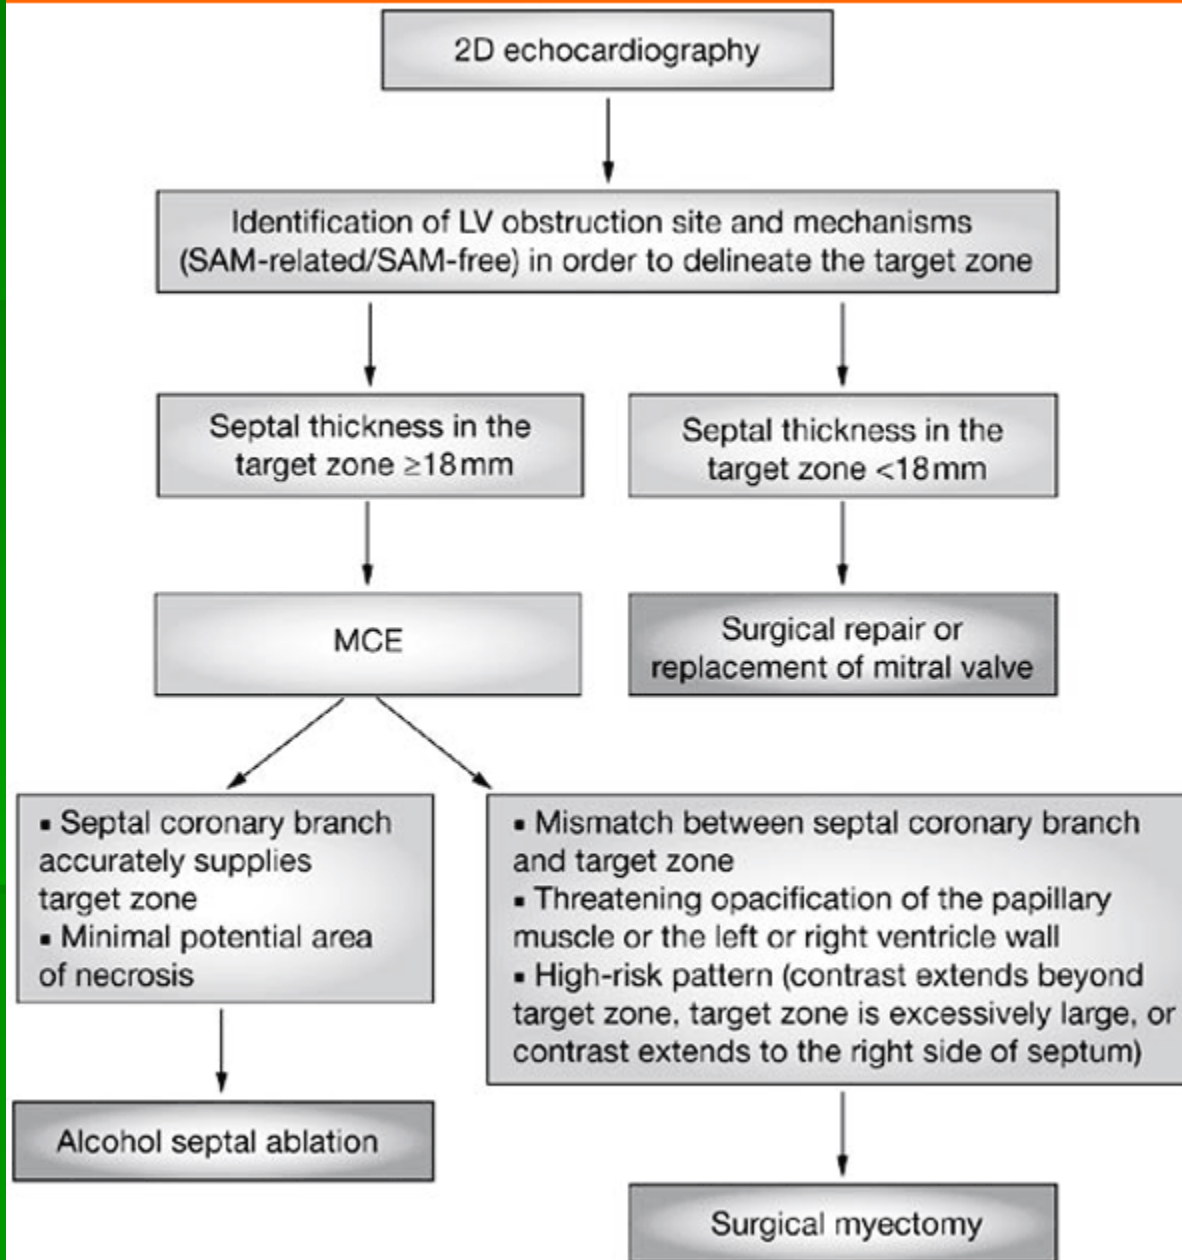 2D echocardiography
Identification of LV obstruction site and mechanisms
(SAM-related/SAM-free) in order to delineate the target zone
Septal thickness in the
target zone ≥18mm
Septal thickness in the
target zone <18mm
MCE
Surgical repair or
replacement of mitral valve
▪ Septal coronary branch
accurately supplies
target zone
▪ Minimal potential area
of necrosis
▪ Mismatch between septal coronary branch
and target zone
▪ Threatening opacification of the papillary
muscle or the left or right ventricle wall
▪ High-risk pattern (contrast extends beyond
target zone, target zone is excessively large, or
contrast extends to the right side of septum)
Alcohol septal ablation
Surgical myectomy